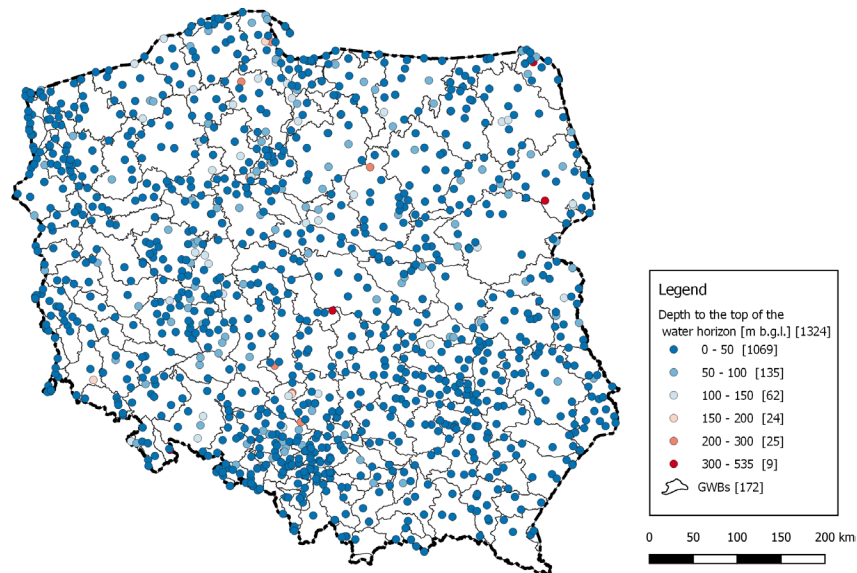 Legend
Depth to the top of the
water horizon [m b.g.l.] [1324]
0 - 50 [1069]
50 - 100 [135]
100 - 150 [62]
150 - 200 [24]
200 - 300 [25]
300 - 535 [9]
GWBs [172]
0 50 100 150 200 km